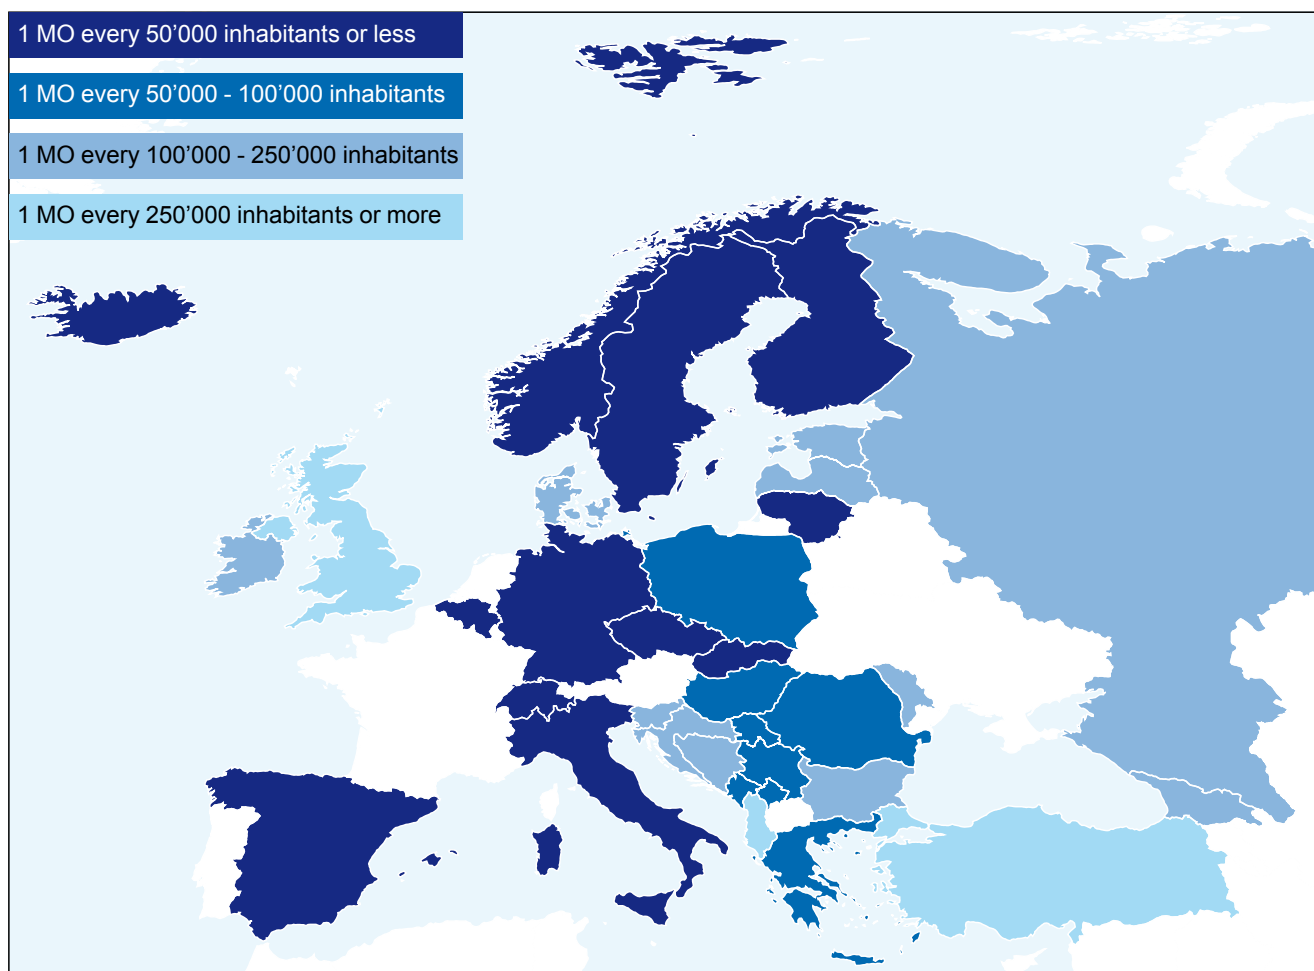 1 MO every 50’000 inhabitants or less
1 MO every 50’000 - 100’000 inhabitants
1 MO every 100’000 - 250’000 inhabitants
1 MO every 250’000 inhabitants or more